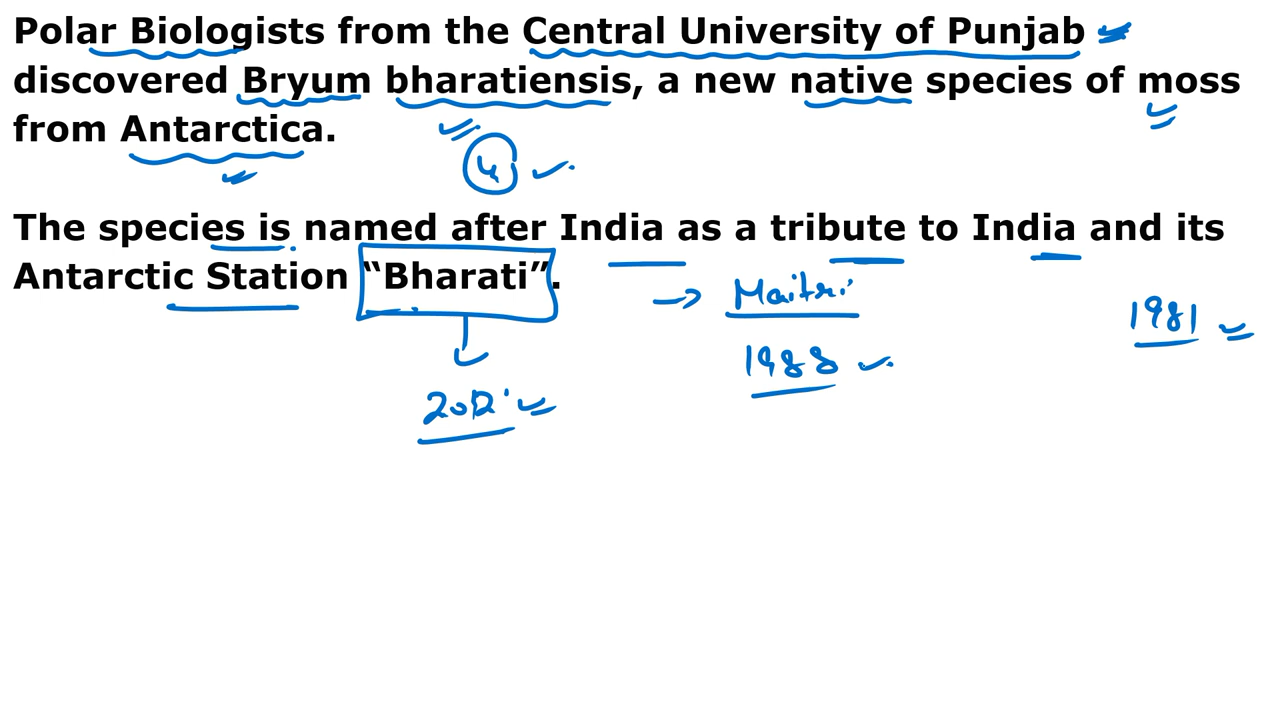 Polar Biologists from the Central University of Punjab
discovered Bryum bharatiensis, a new native species of moss
from Antarctica.
4
The species is named after India as a tribute to India and its
Antarctic Station “Bharati”.
→ Maitri
1981
1988
2012